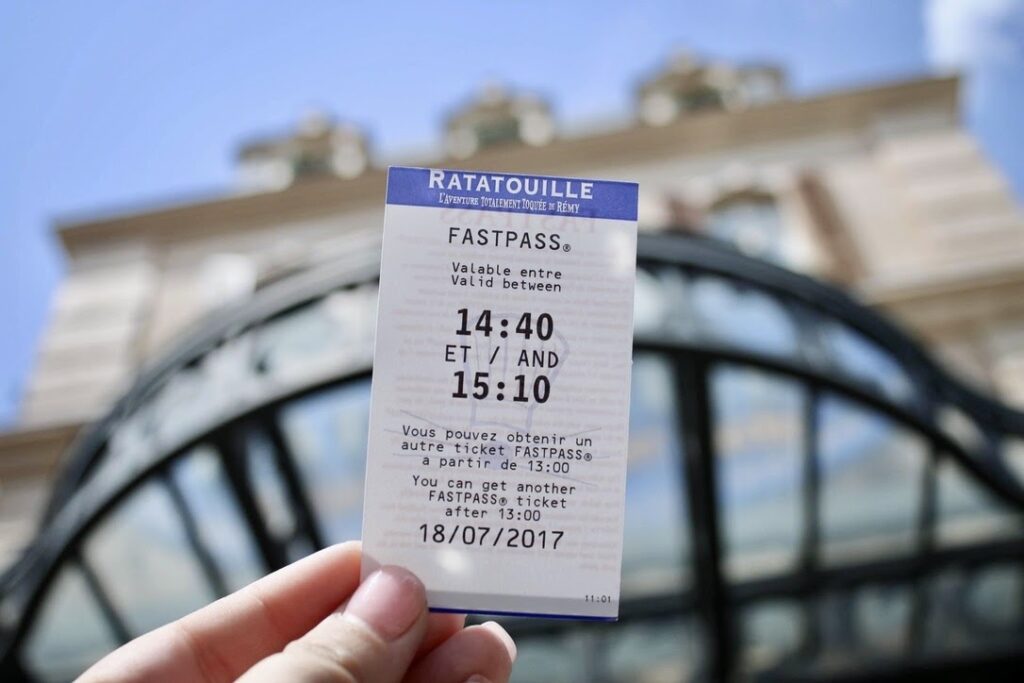 RATATOUILLE
L'AVENTURE TOTALEMENT TOQUÉE DE RÉMY
FASTPASS®
Valable entre
Valid between
14:40
ET / AND
15:10
Vous pouvez obtenir un
autre ticket FASTPASS®
a partir de 13:00
You can get another
FASTPASS® ticket
after 13:00
18/07/2017
11:01